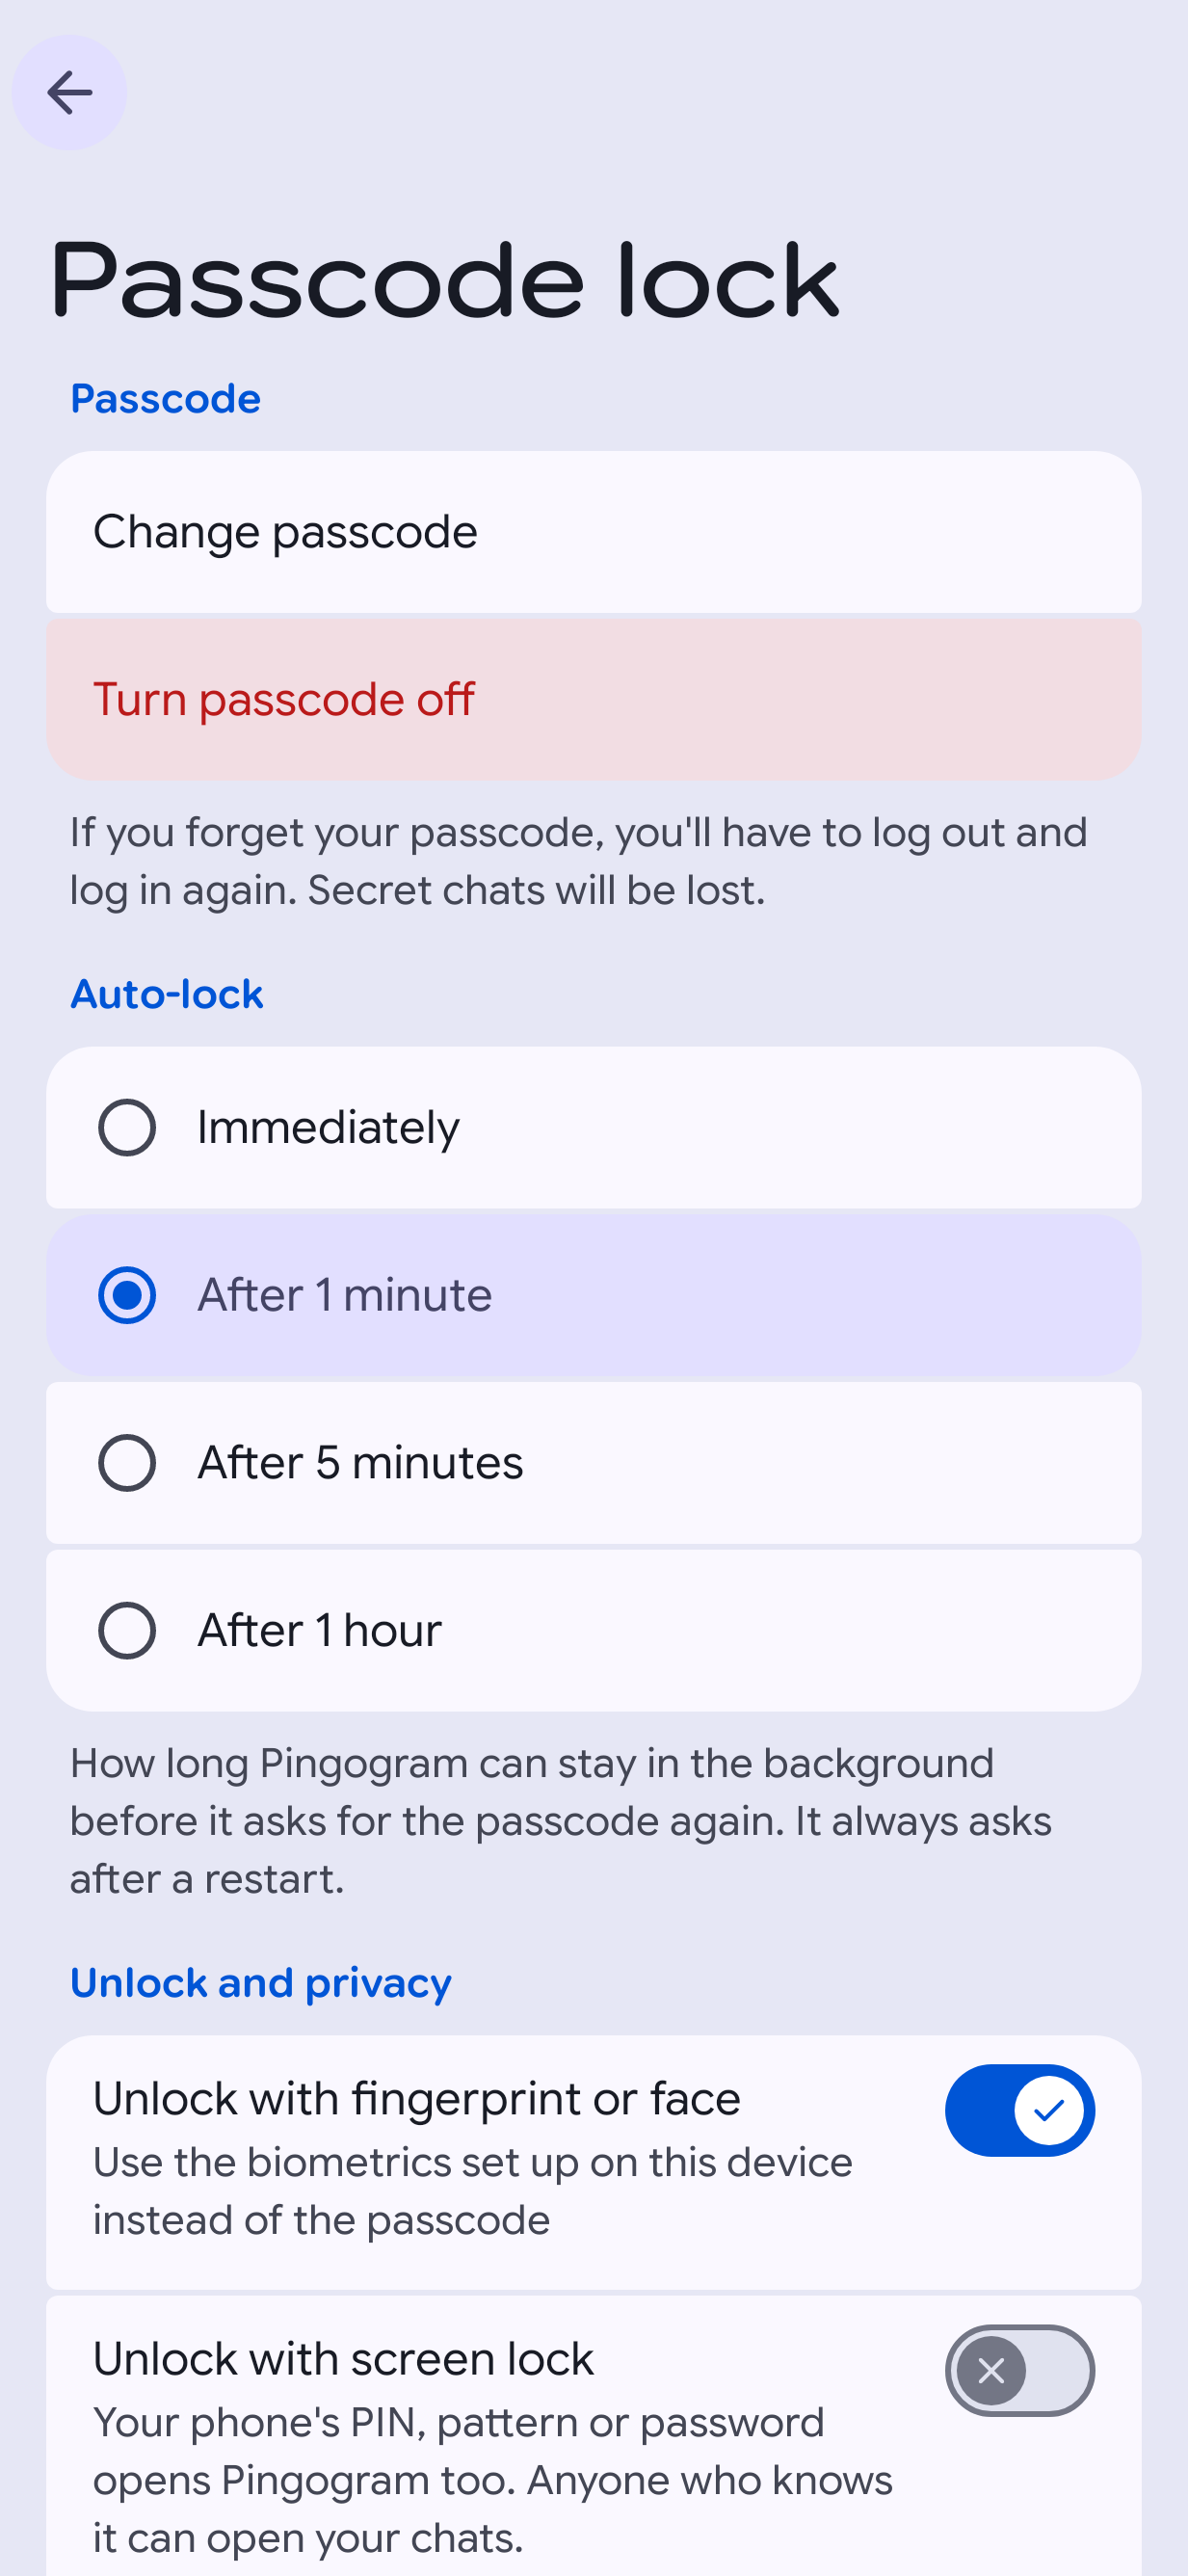 Passcode lock
Passcode
Change passcode
Turn passcode off
If you forget your passcode, you'll have to log out and
log in again. Secret chats will be lost.
Auto-lock
Immediately
After 1 minute
After 5 minutes
After 1 hour
How long Pingogram can stay in the background
before it asks for the passcode again. It always asks
after a restart.
Unlock and privacy
Unlock with fingerprint or face
Use the biometrics set up on this device
instead of the passcode
Unlock with screen lock
Your phone's PIN, pattern or password
opens Pingogram too. Anyone who knows
it can open your chats.